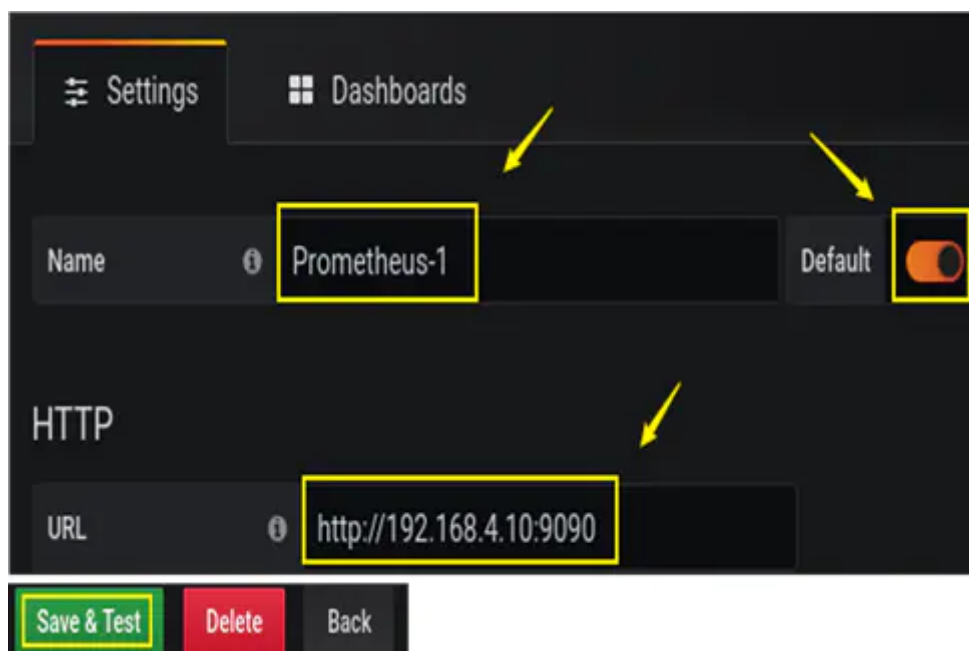 Settings Dashboards
Name Prometheus-1 Default
HTTP
URL http://192.168.4.10:9090
Save & Test Delete Back